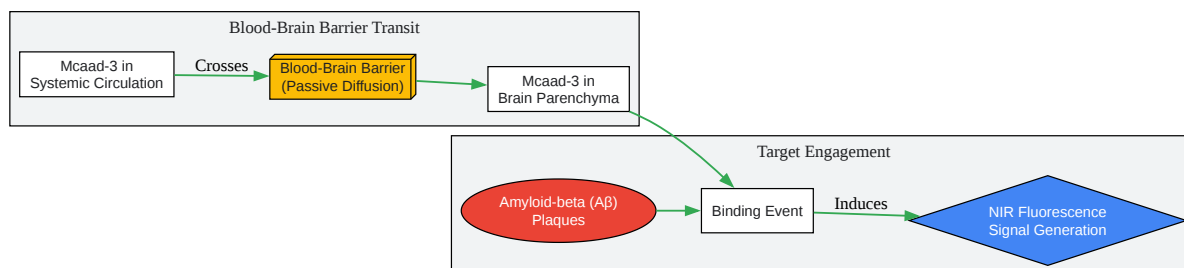 Blood-Brain Barrier Transit
Mcaad-3 in
Systemic Circulation
Crosses
Blood-Brain Barrier
(Passive Diffusion)
Mcaad-3 in
Brain Parenchyma
Target Engagement
Amyloid-beta (Aβ)
Plaques
Binding Event
Induces
NIR Fluorescence
Signal Generation